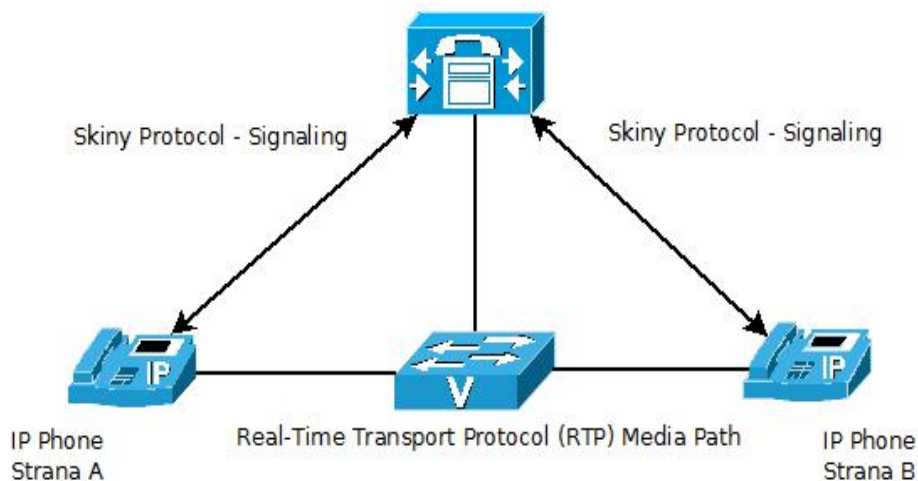 Skiny Protocol - Signaling
Skiny Protocol - Signaling
IP
V
IP
IP Phone
Strana A
Real-Time Transport Protocol (RTP) Media Path
IP Phone
Strana B